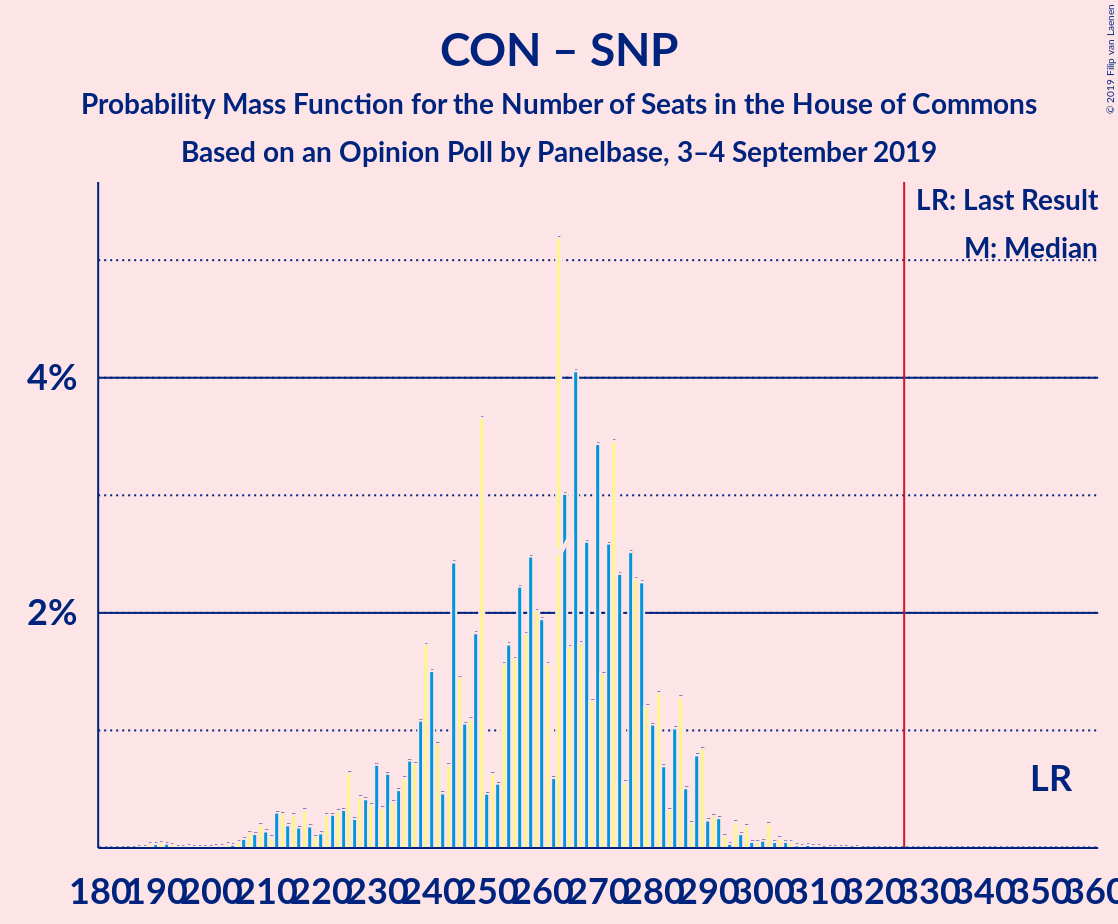 CON – SNP
Probability Mass Function for the Number of Seats in the House of Commons
Based on an Opinion Poll by Panelbase, 3–4 September 2019
© 2019 Filip van Laenen
LR: Last Result
M: Median
4%
2%
LR
180 190 200 210 220 230 240 250 260 270 280 290 300 310 320 330 340 350 360